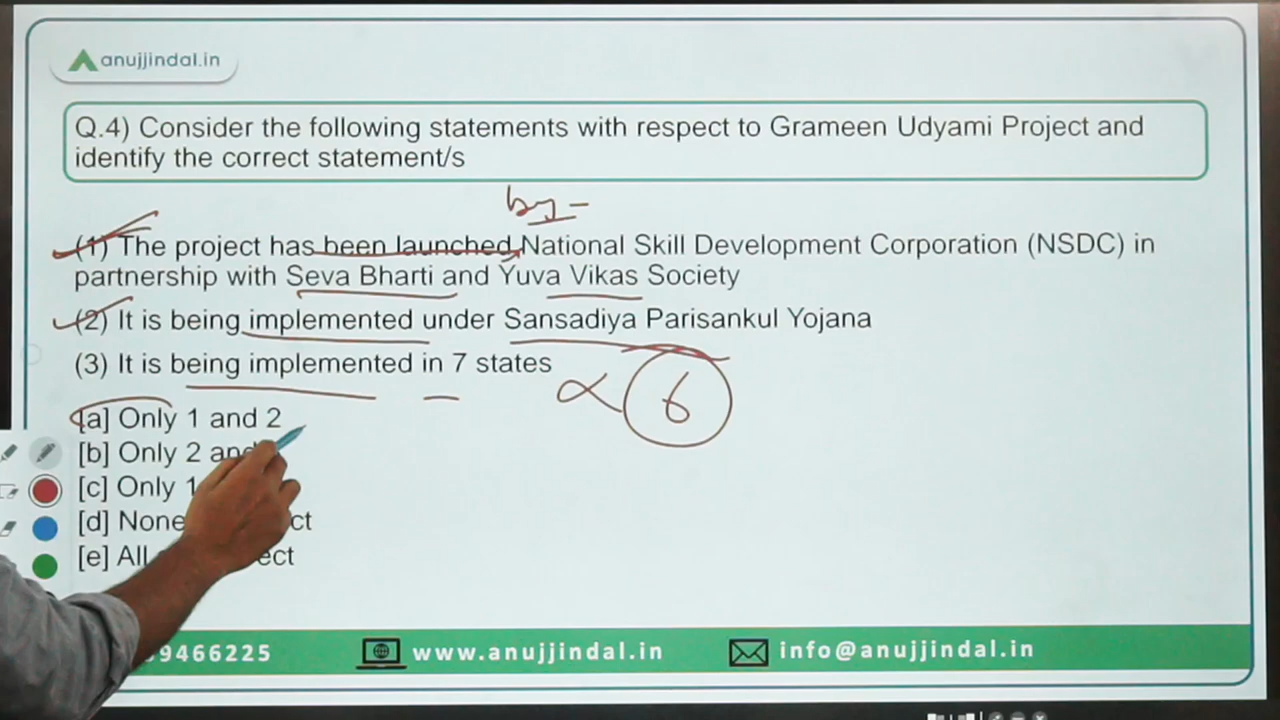 anujjindal.in
Q.4) Consider the following statements with respect to Grameen Udyami Project and
identify the correct statement/s
by-
(1) The project has been launched National Skill Development Corporation (NSDC) in
partnership with Seva Bharti and Yuva Vikas Society
(2) It is being implemented under Sansadiya Parisankul Yojana
(3) It is being implemented in 7 states
6
[a] Only 1 and 2
[b] Only 2 and
[c] Only 1
[d] None ct
[e] All ect
9466225 www.anujjindal.in info@anujjindal.in